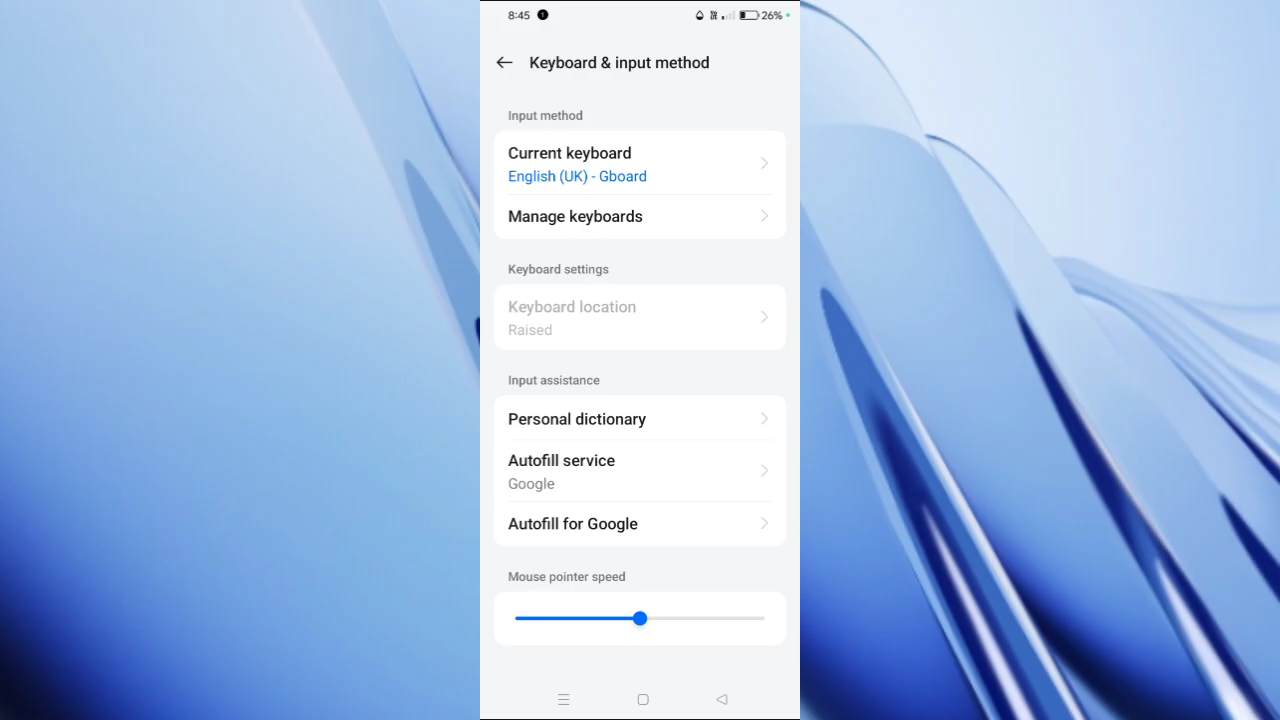 8:45
26%
Keyboard & input method
Input method
Current keyboard
English (UK) - Gboard
Manage keyboards
Keyboard settings
Keyboard location
Raised
Input assistance
Personal dictionary
Autofill service
Google
Autofill for Google
Mouse pointer speed